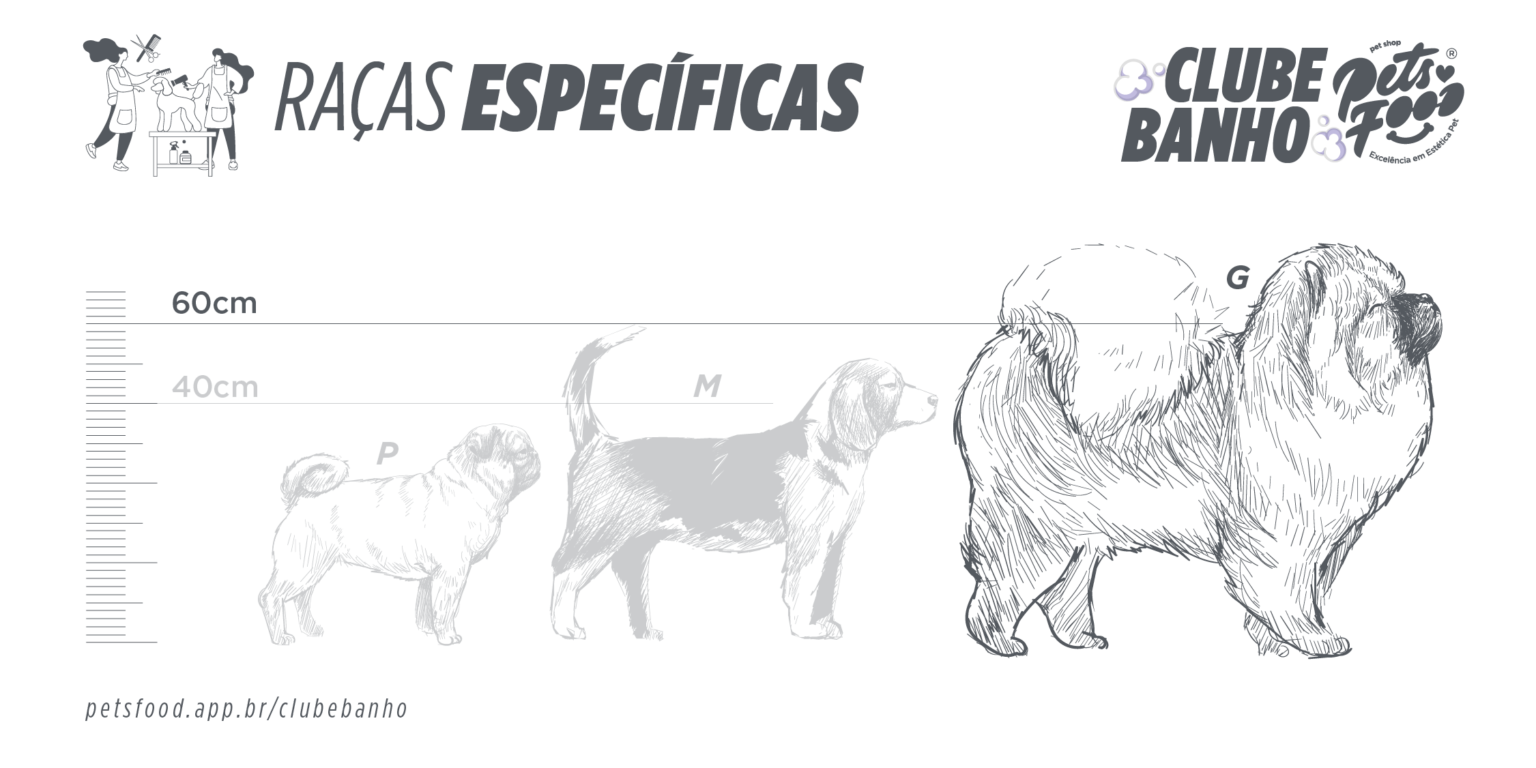 RAÇAS ESPECÍFICAS
CLUBE
BANHO
pet shop
Pets
Food
®
Excelência em Estética Pet
60cm
G
40cm
M
P
petsfood.app.br/clubebanho